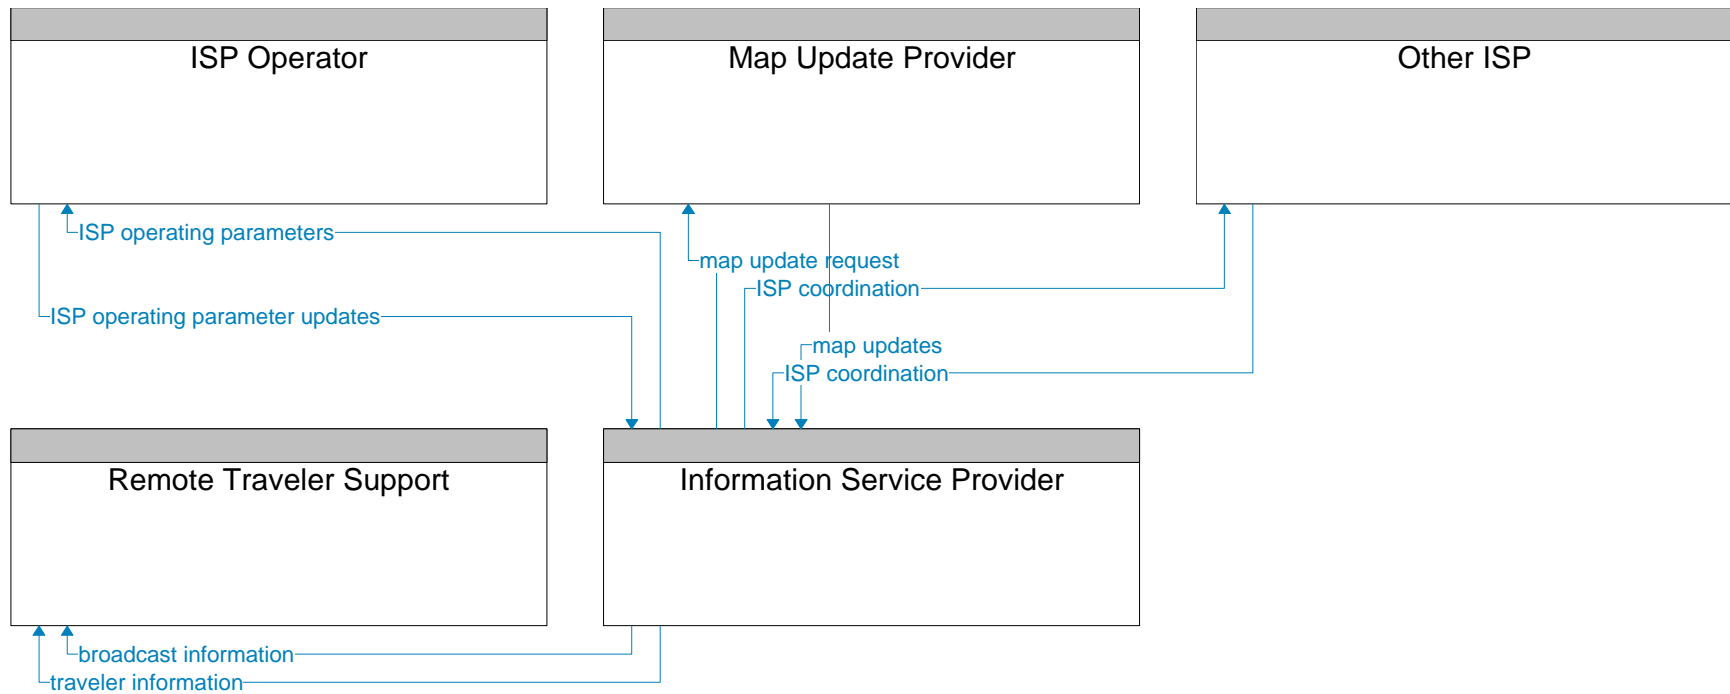 ISP Operator
Map Update Provider
Other ISP
ISP operating parameters
map update request
ISP coordination
ISP operating parameter updates
map updates
ISP coordination
Remote Traveler Support
Information Service Provider
broadcast information
traveler information